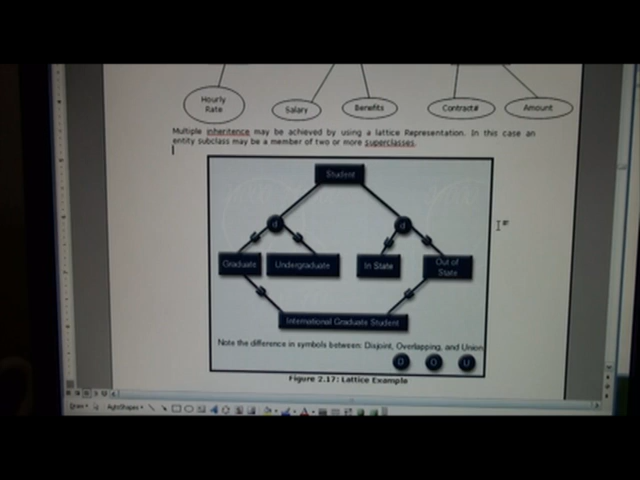 Hourly
Rate
Salary
Benefits
Contract#
Amount
Multiple inheritence may be achieved by using a lattice Representation. In this case an
entity subclass may be a member of two or more superclasses.
Student
d
d
Graduate
Undergraduate
In State
Out of
State
International Graduate Student
Note the difference in symbols between: Disjoint, Overlapping, and Union
D
O
U
Figure 2.17: Lattice Example
Draw
AutoShapes